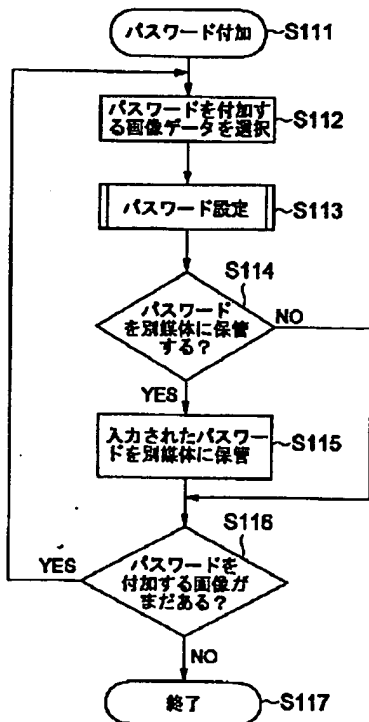 パスワード付加
S111
パスワードを付加す
る画像データを選択
S112
パスワード設定
S113
S114
パスワード
を別媒体に保管
する？
NO
YES
入力されたパスワー
ドを別媒体に保管
S115
S116
パスワードを
付加する画像が
まだある？
YES
NO
終了
S117